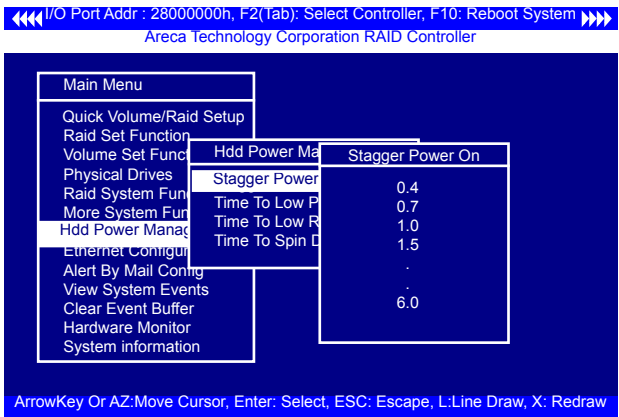 I/O Port Addr : 28000000h, F2(Tab): Select Controller, F10: Reboot System
Areca Technology Corporation RAID Controller
Main Menu
Quick Volume/Raid Setup
Raid Set Function
Volume Set Funct
Physical Drives
Raid System Fun
More System Fun
Hdd Power Manag
Ethernet Configur
Alert By Mail Config
View System Events
Clear Event Buffer
Hardware Monitor
System information
Hdd Power Ma
Stagger Power
Time To Low P
Time To Low R
Time To Spin D
Stagger Power On
0.4
0.7
1.0
1.5
.
.
6.0
ArrowKey Or AZ:Move Cursor, Enter: Select, ESC: Escape, L:Line Draw, X: Redraw